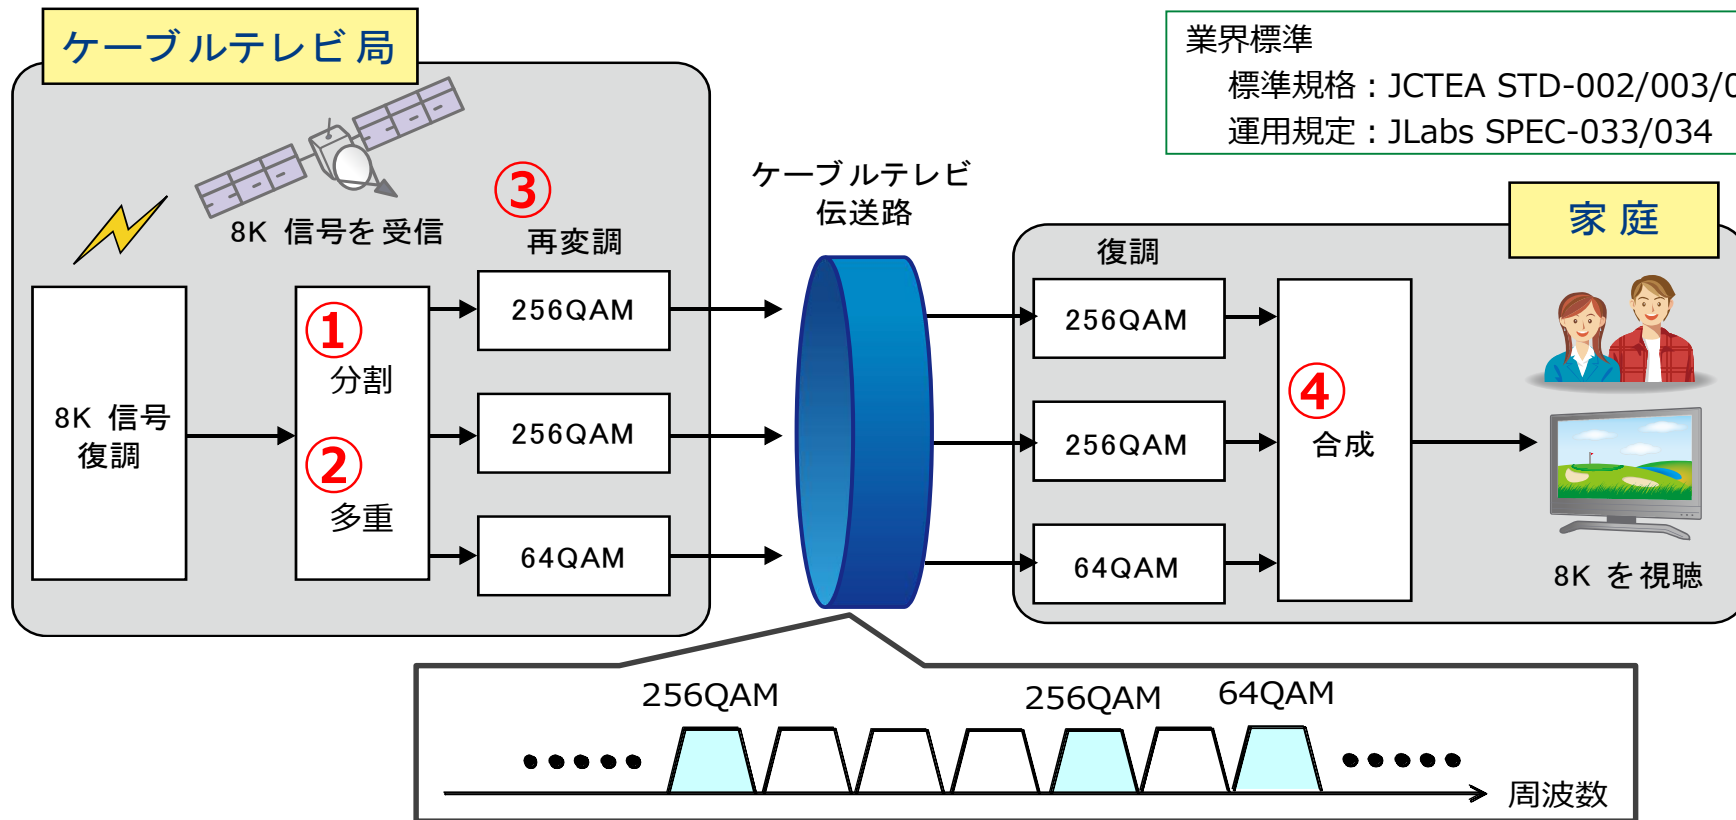 ケーブルテレビ局
業界標準
標準規格：JCTEA STD-002/003/0
運用規定：JLabs SPEC-033/034
8K 信号を受信
③
再変調
ケーブルテレビ
伝送路
家庭
復調
8K 信号
復調
①
分割
②
多重
256QAM
256QAM
64QAM
256QAM
256QAM
64QAM
④
合成
8K を視聴
256QAM
256QAM
64QAM
周波数